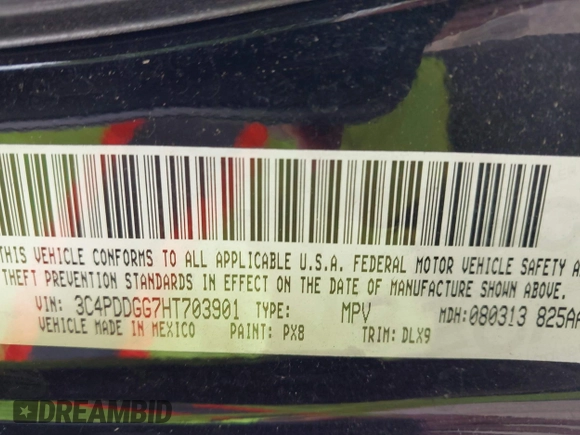 THIS VEHICLE CONFORMS TO ALL APPLICABLE U.S.A. FEDERAL MOTOR VEHICLE SAFETY
THEFT PREVENTION STANDARDS IN EFFECT ON THE DATE OF MANUFACTURE SHOWN ABOVE.
VIN: 3C4PDDGG7HT703901 TYPE: MPV MDH:080313 825AA
VEHICLE MADE IN MEXICO PAINT: PX8 TRIM: DLX9
DREAMBID